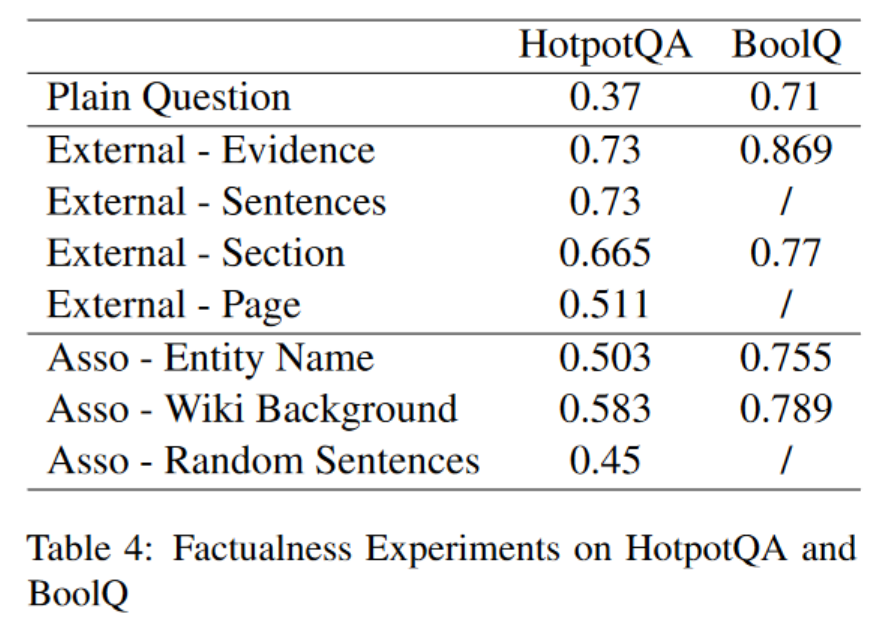 HotpotQA BoolQ
Plain Question 0.37 0.71
External - Evidence 0.73 0.869
External - Sentences 0.73 /
External - Section 0.665 0.77
External - Page 0.511 /
Asso - Entity Name 0.503 0.755
Asso - Wiki Background 0.583 0.789
Asso - Random Sentences 0.45 /
Table 4: Factualness Experiments on HotpotQA and
BoolQ